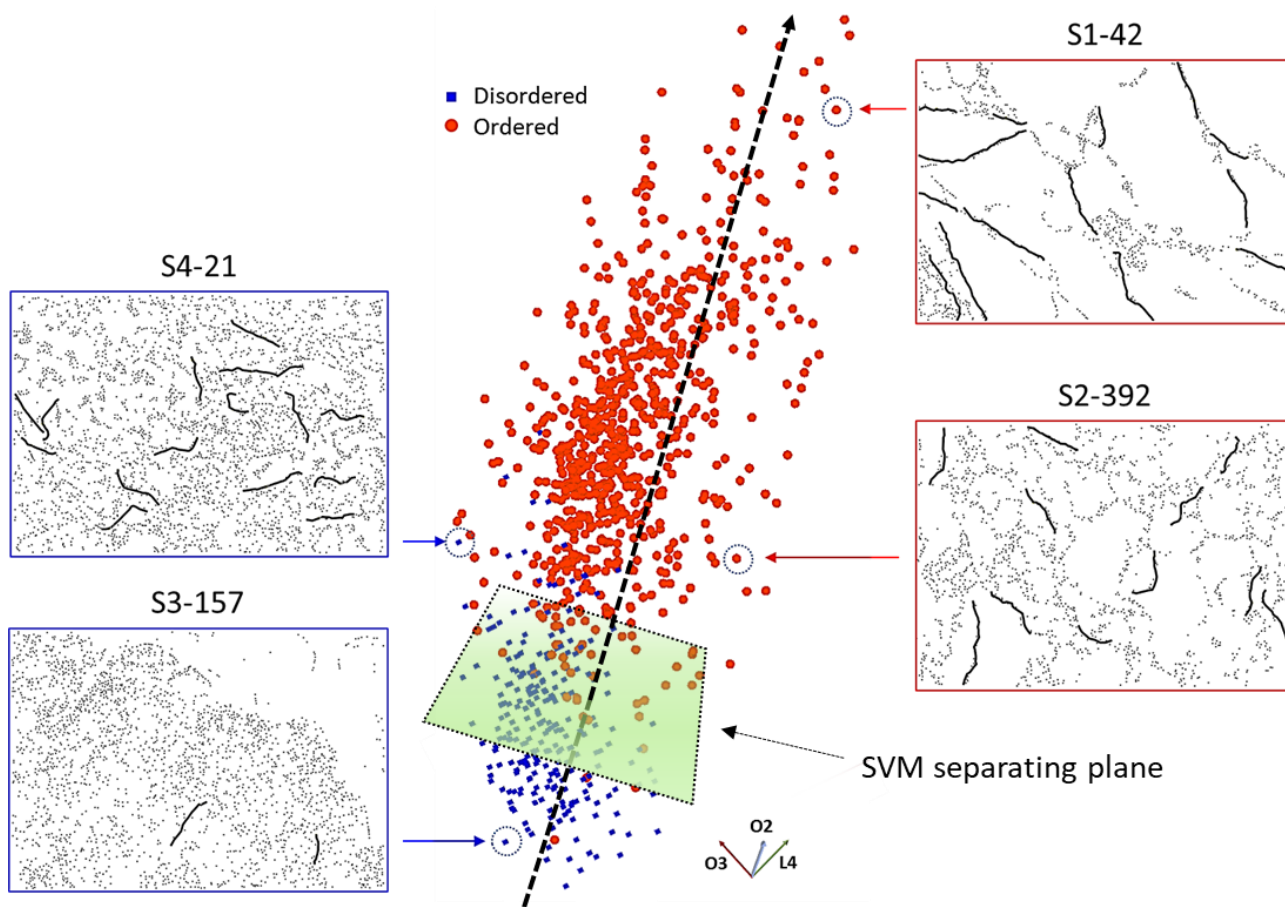 S1-42
Disordered
Ordered
S4-21
S2-392
S3-157
SVM separating plane
O2
O3
L4